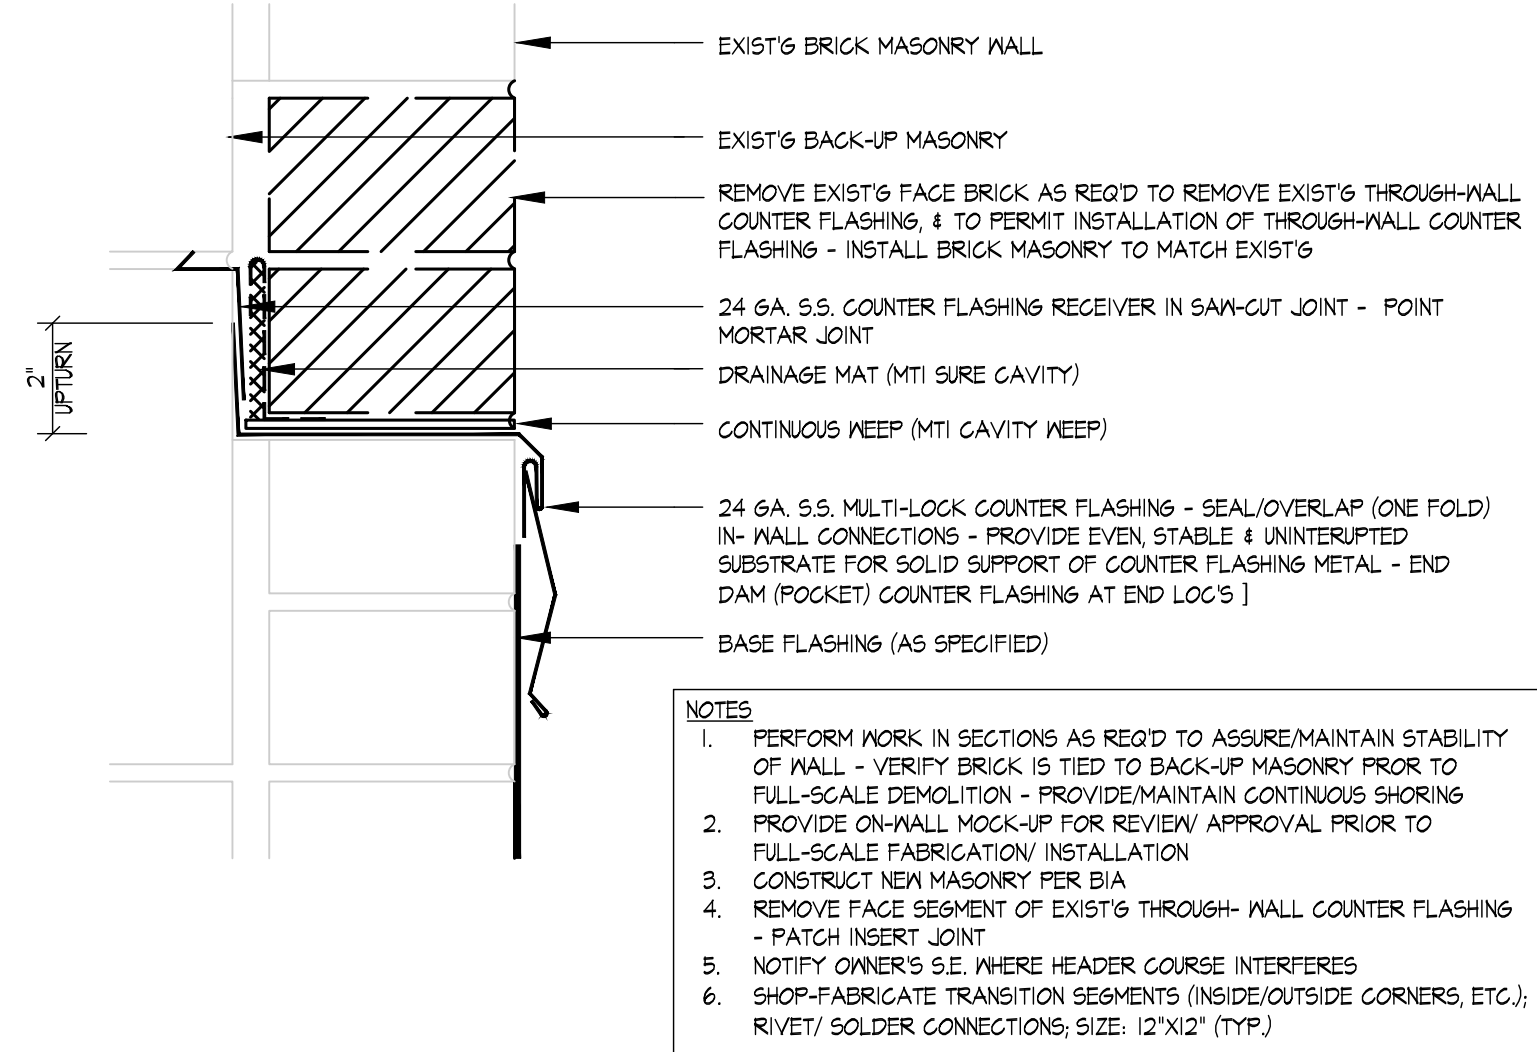 EXIST'G BRICK MASONRY WALL
EXIST'G BACK-UP MASONRY
REMOVE EXIST'G FACE BRICK AS REQ'D TO REMOVE EXIST'G THROUGH-WALL
COUNTER FLASHING, & TO PERMIT INSTALLATION OF THROUGH-WALL COUNTER
FLASHING - INSTALL BRICK MASONRY TO MATCH EXIST'G
24 GA. S.S. COUNTER FLASHING RECEIVER IN SAW-CUT JOINT - POINT
MORTAR JOINT
2"
UPTURN
DRAINAGE MAT (MTI SURE CAVITY)
CONTINUOUS WEEP (MTI CAVITY WEEP)
24 GA. S.S. MULTI-LOCK COUNTER FLASHING - SEAL/OVERLAP (ONE FOLD)
IN- WALL CONNECTIONS - PROVIDE EVEN, STABLE & UNINTERUPTED
SUBSTRATE FOR SOLID SUPPORT OF COUNTER FLASHING METAL - END
DAM (POCKET) COUNTER FLASHING AT END LOC'S ]
BASE FLASHING (AS SPECIFIED)
NOTES
1. PERFORM WORK IN SECTIONS AS REQ'D TO ASSURE/MAINTAIN STABILITY
OF WALL - VERIFY BRICK IS TIED TO BACK-UP MASONRY PROR TO
FULL-SCALE DEMOLITION - PROVIDE/MAINTAIN CONTINUOUS SHORING
2. PROVIDE ON-WALL MOCK-UP FOR REVIEW/ APPROVAL PRIOR TO
FULL-SCALE FABRICATION/ INSTALLATION
3. CONSTRUCT NEW MASONRY PER BIA
4. REMOVE FACE SEGMENT OF EXIST'G THROUGH- WALL COUNTER FLASHING
- PATCH INSERT JOINT
5. NOTIFY OWNER'S S.E. WHERE HEADER COURSE INTERFERES
6. SHOP-FABRICATE TRANSITION SEGMENTS (INSIDE/OUTSIDE CORNERS, ETC.);
RIVET/ SOLDER CONNECTIONS; SIZE: 12"X12" (TYP.)